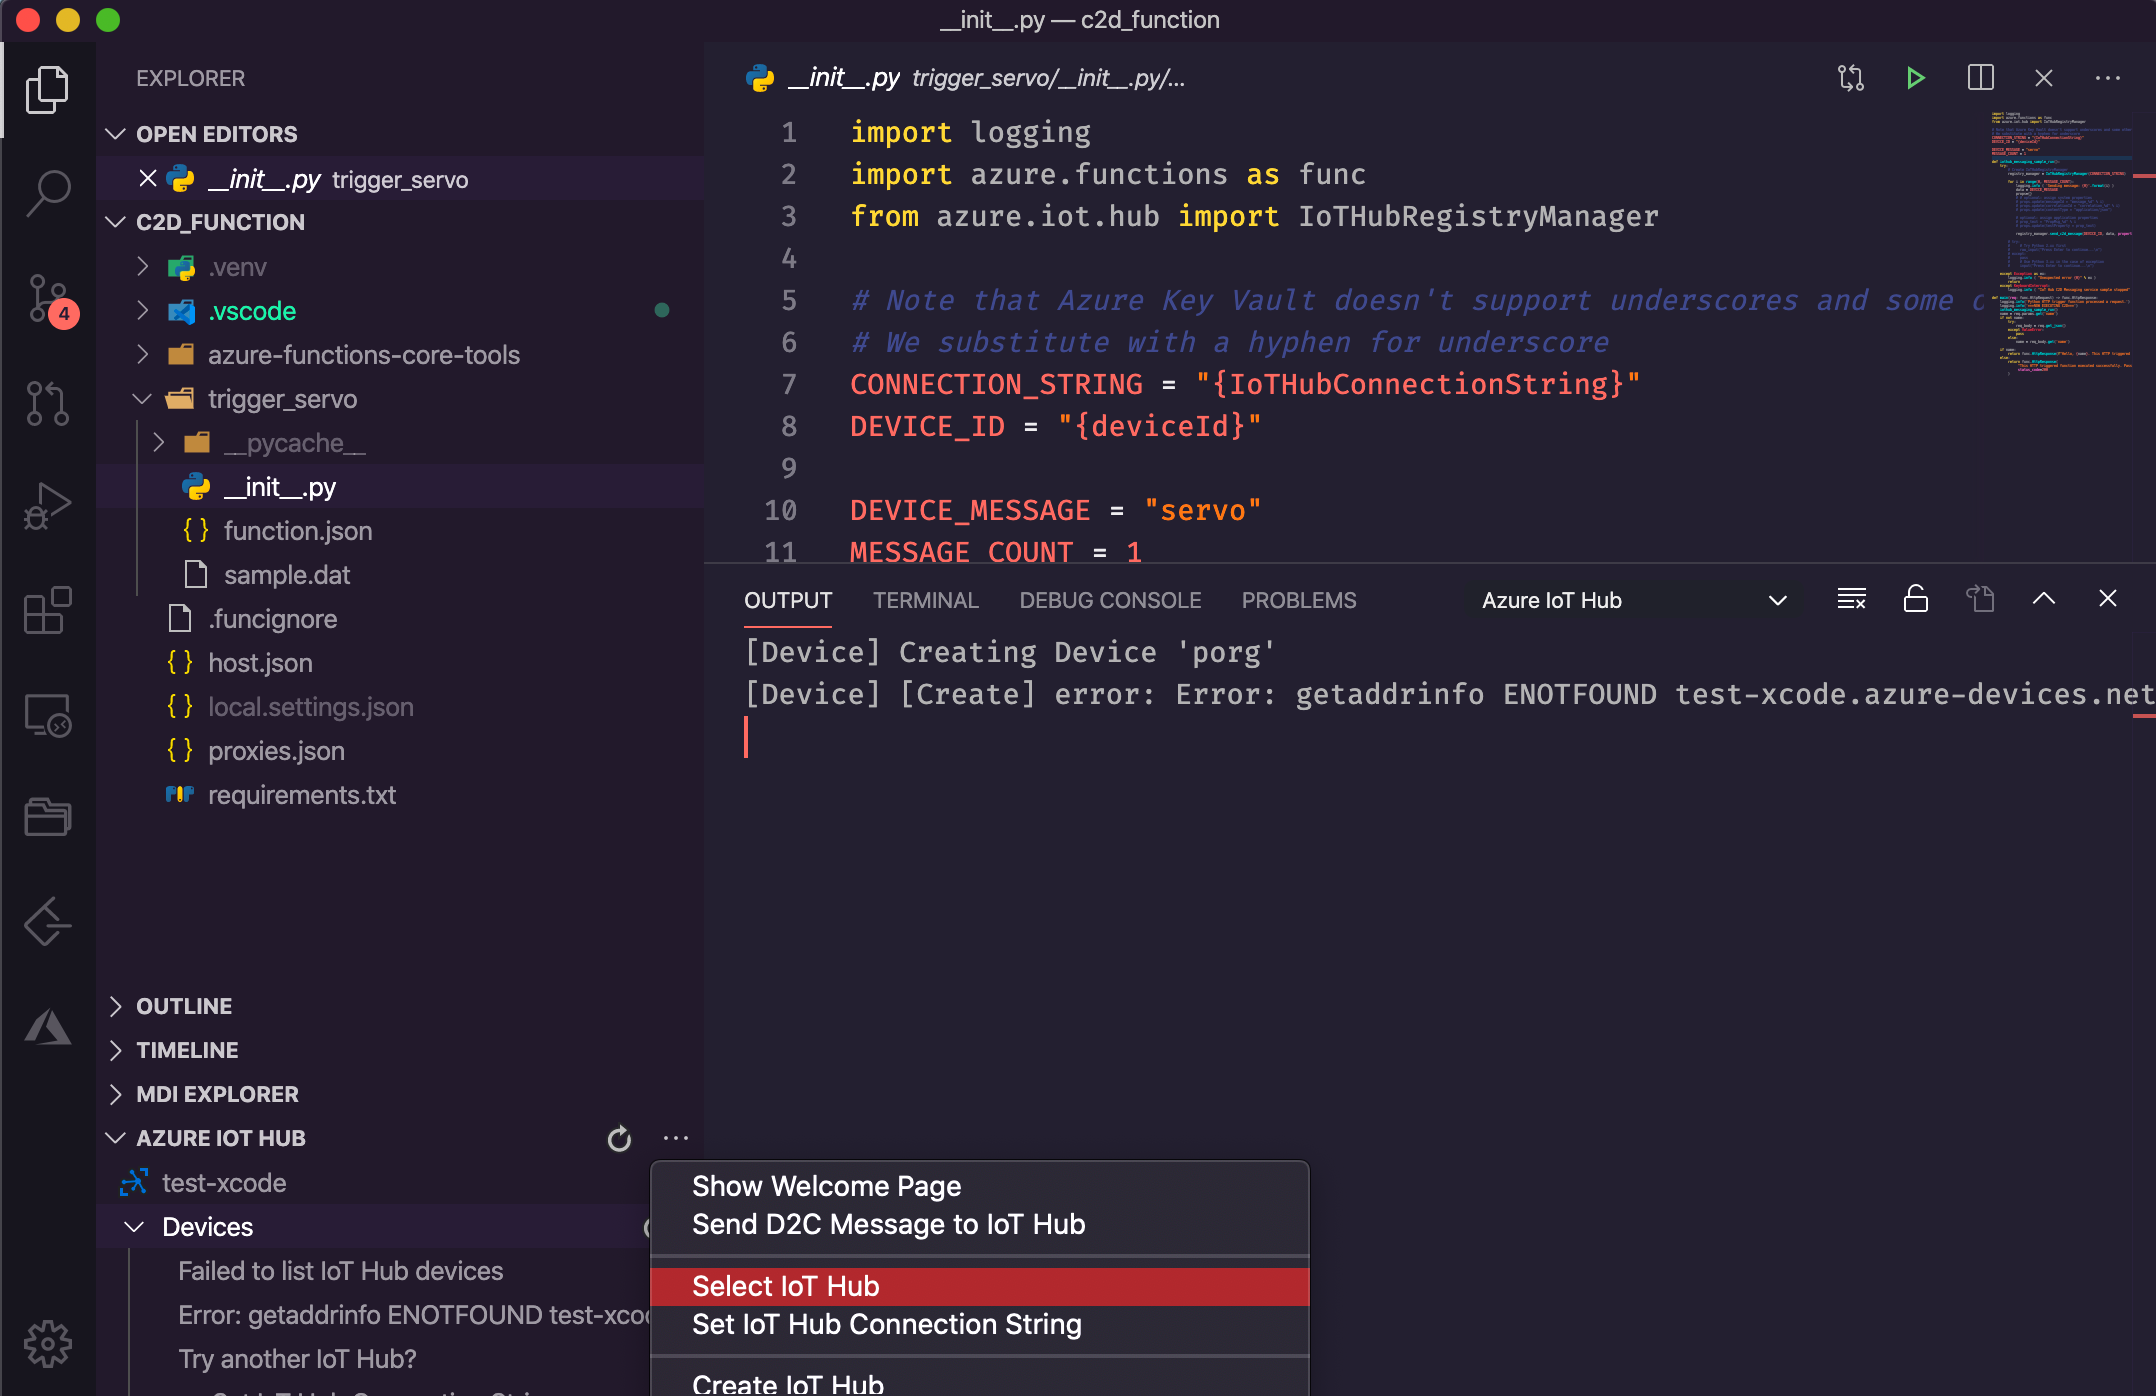 __init__.py — c2d_function
EXPLORER
OPEN EDITORS
__init__.py trigger_servo
C2D_FUNCTION
.venv
.vscode
azure-functions-core-tools
trigger_servo
__pycache__
__init__.py
function.json
sample.dat
.funcignore
host.json
local.settings.json
proxies.json
requirements.txt
4
OUTLINE
TIMELINE
MDI EXPLORER
AZURE IOT HUB
test-xcode
Devices
Failed to list IoT Hub devices
Error: getaddrinfo ENOTFOUND test-xco
Try another IoT Hub?
__init__.py trigger_servo/__init__.py/...
1 import logging
2 import azure.functions as func
3 from azure.iot.hub import IoTHubRegistryManager
4
5 # Note that Azure Key Vault doesn't support underscores and some
6 # We substitute with a hyphen for underscore
7 CONNECTION_STRING = "{IoTHubConnectionString}"
8 DEVICE_ID = "{deviceId}"
9
10 DEVICE_MESSAGE = "servo"
11 MESSAGE_COUNT = 1
OUTPUT TERMINAL DEBUG CONSOLE PROBLEMS Azure IoT Hub
[Device] Creating Device 'porg'
[Device] [Create] error: Error: getaddrinfo ENOTFOUND test-xcode.azure-devices.net
Show Welcome Page
Send D2C Message to IoT Hub
Select IoT Hub
Set IoT Hub Connection String
Create IoT Hub